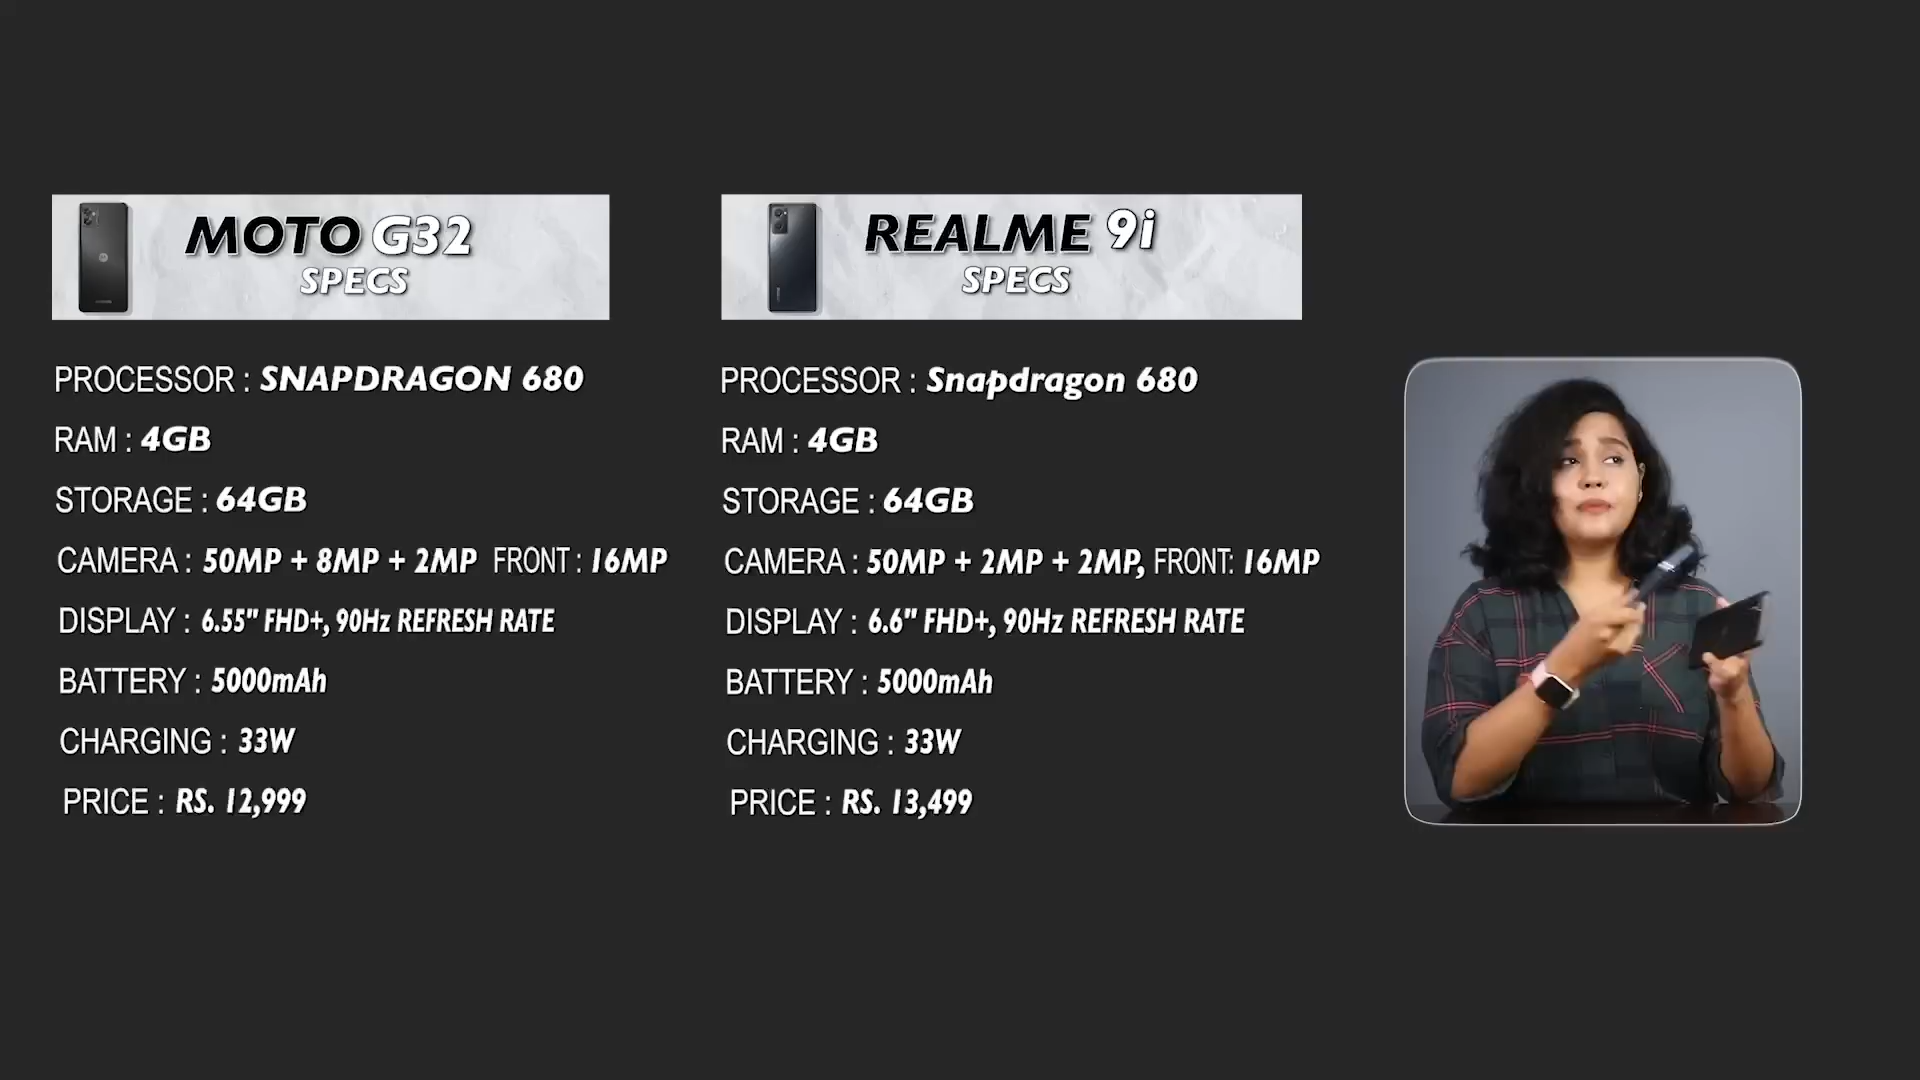 MOTO G32
SPECS
PROCESSOR : SNAPDRAGON 680
RAM : 4GB
STORAGE : 64GB
CAMERA : 50MP + 8MP + 2MP FRONT : 16MP
DISPLAY : 6.55" FHD+, 90Hz REFRESH RATE
BATTERY : 5000mAh
CHARGING : 33W
PRICE : RS. 12,999
REALME 9i
SPECS
PROCESSOR : Snapdragon 680
RAM : 4GB
STORAGE : 64GB
CAMERA : 50MP + 2MP + 2MP, FRONT: 16MP
DISPLAY : 6.6" FHD+, 90Hz REFRESH RATE
BATTERY : 5000mAh
CHARGING : 33W
PRICE : RS. 13,499